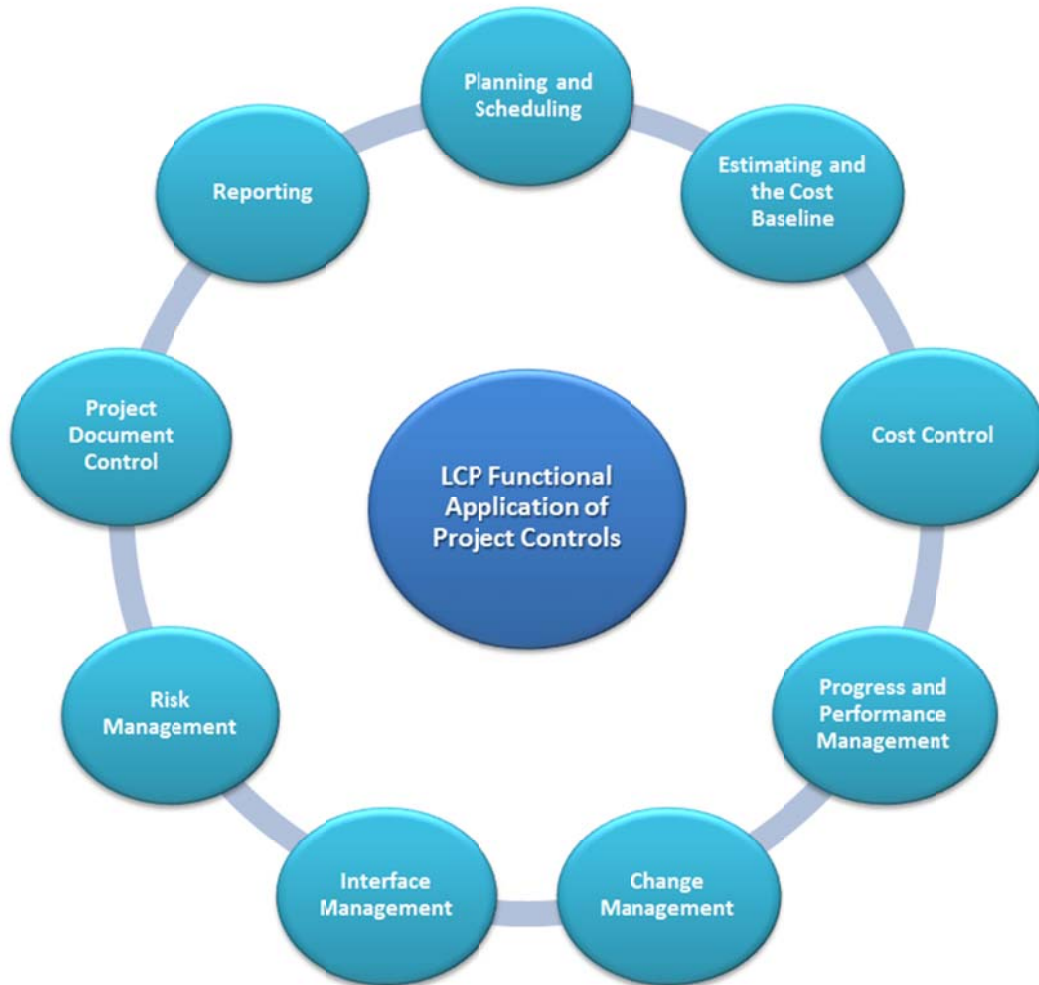 Planning and
Scheduling
Estimating and
the Cost
Baseline
Cost Control
Progress and
Performance
Management
Change
Management
Interface
Management
Risk
Management
Project
Document
Control
Reporting
LCP Functional
Application of
Project Controls